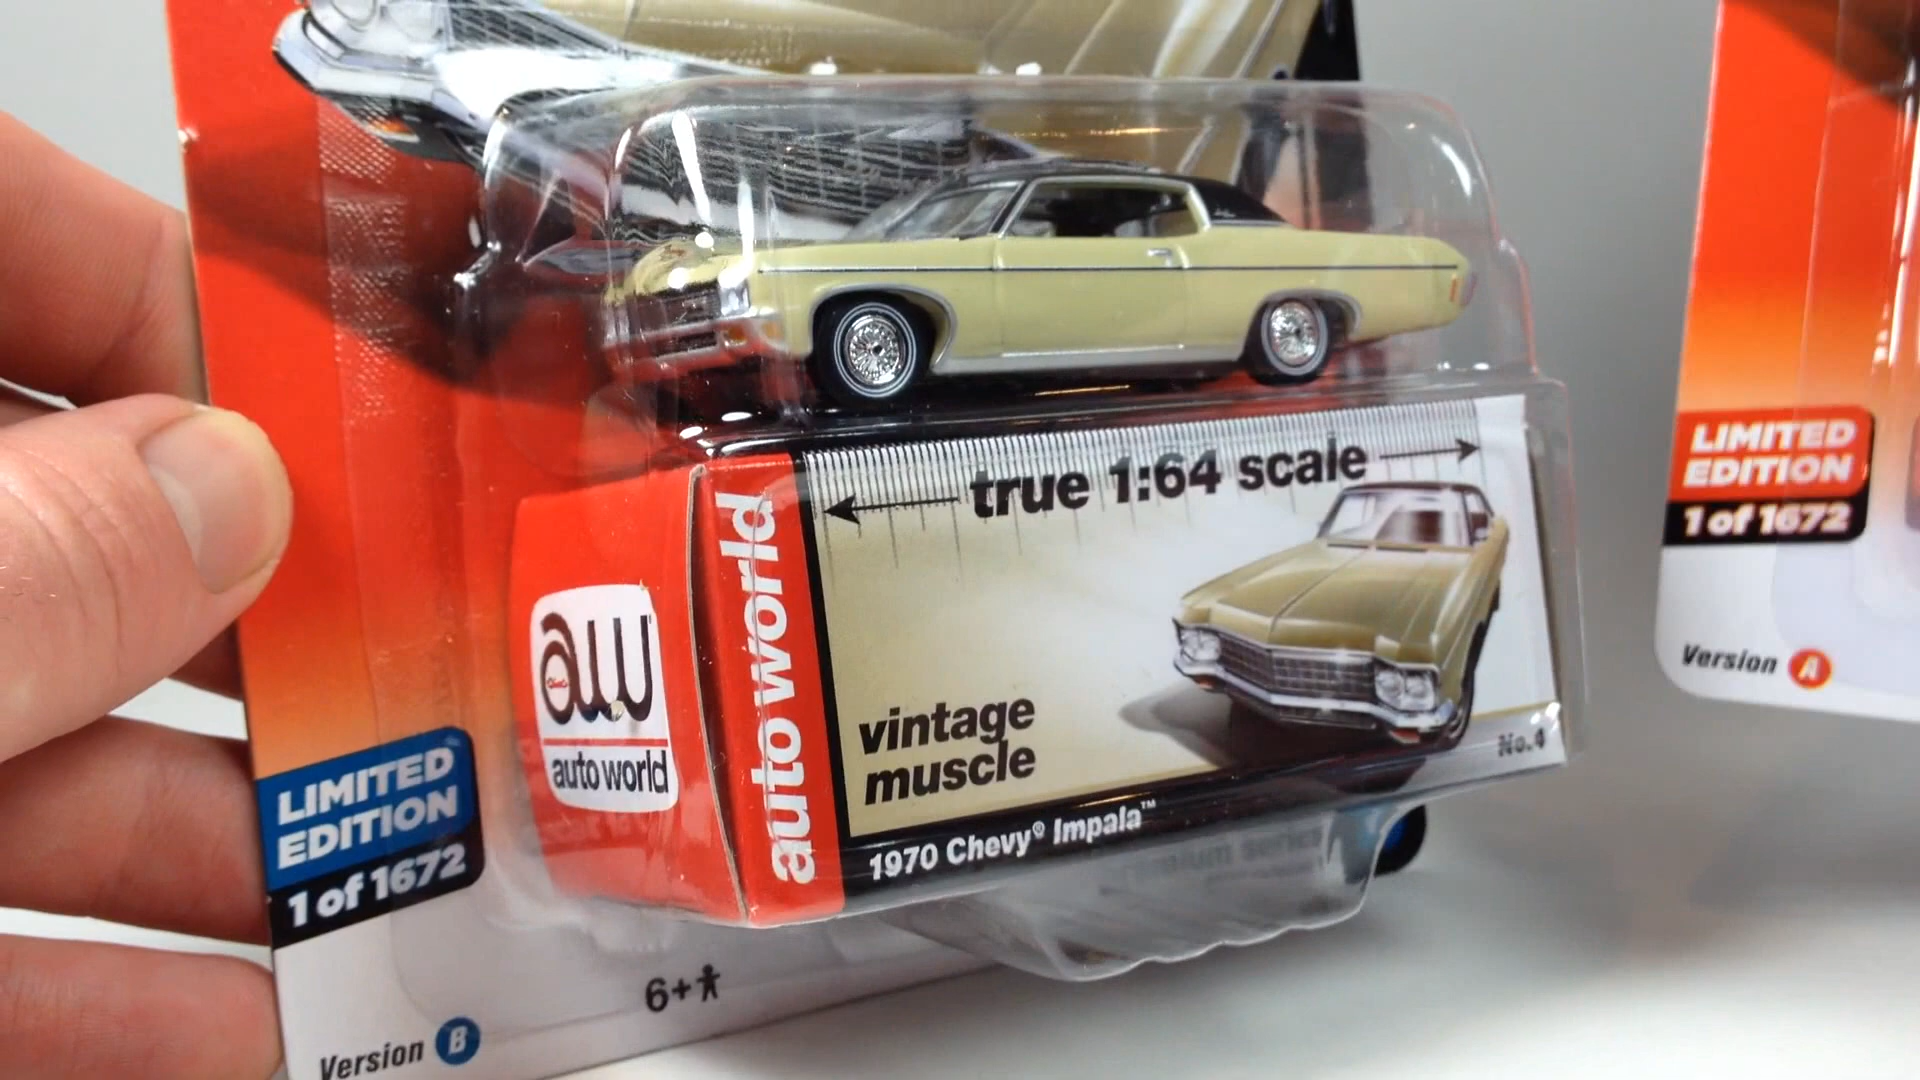 true 1:64 scale
auto world
aw
auto world
vintage
muscle
No.4
1970 Chevy® Impala™
LIMITED
EDITION
1 of 1672
6+
Version B
LIMITED
EDITION
1 of 1672
Version A